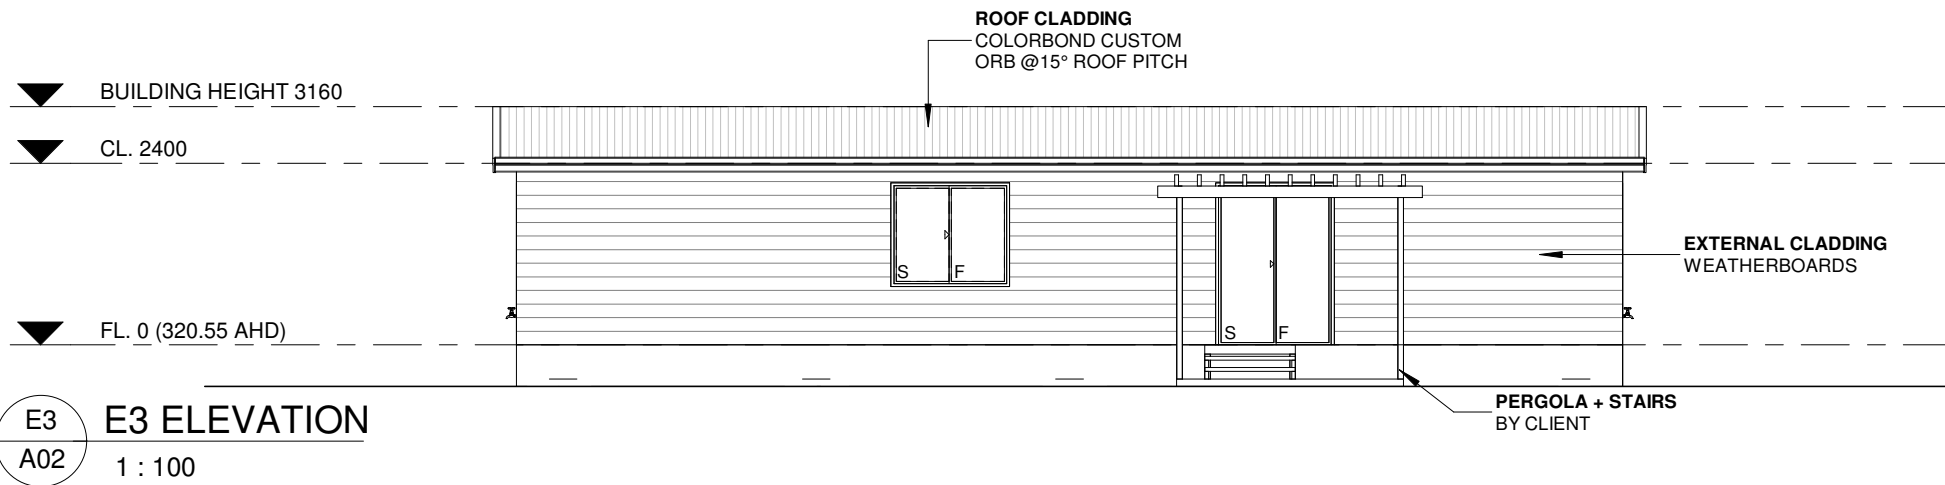 ROOF CLADDING
COLORBOND CUSTOM
ORB @15° ROOF PITCH
BUILDING HEIGHT 3160
CL. 2400
EXTERNAL CLADDING
WEATHERBOARDS
S F
FL. 0 (320.55 AHD)
S F
PERGOLA + STAIRS
BY CLIENT
E3
A02
E3 ELEVATION
1 : 100